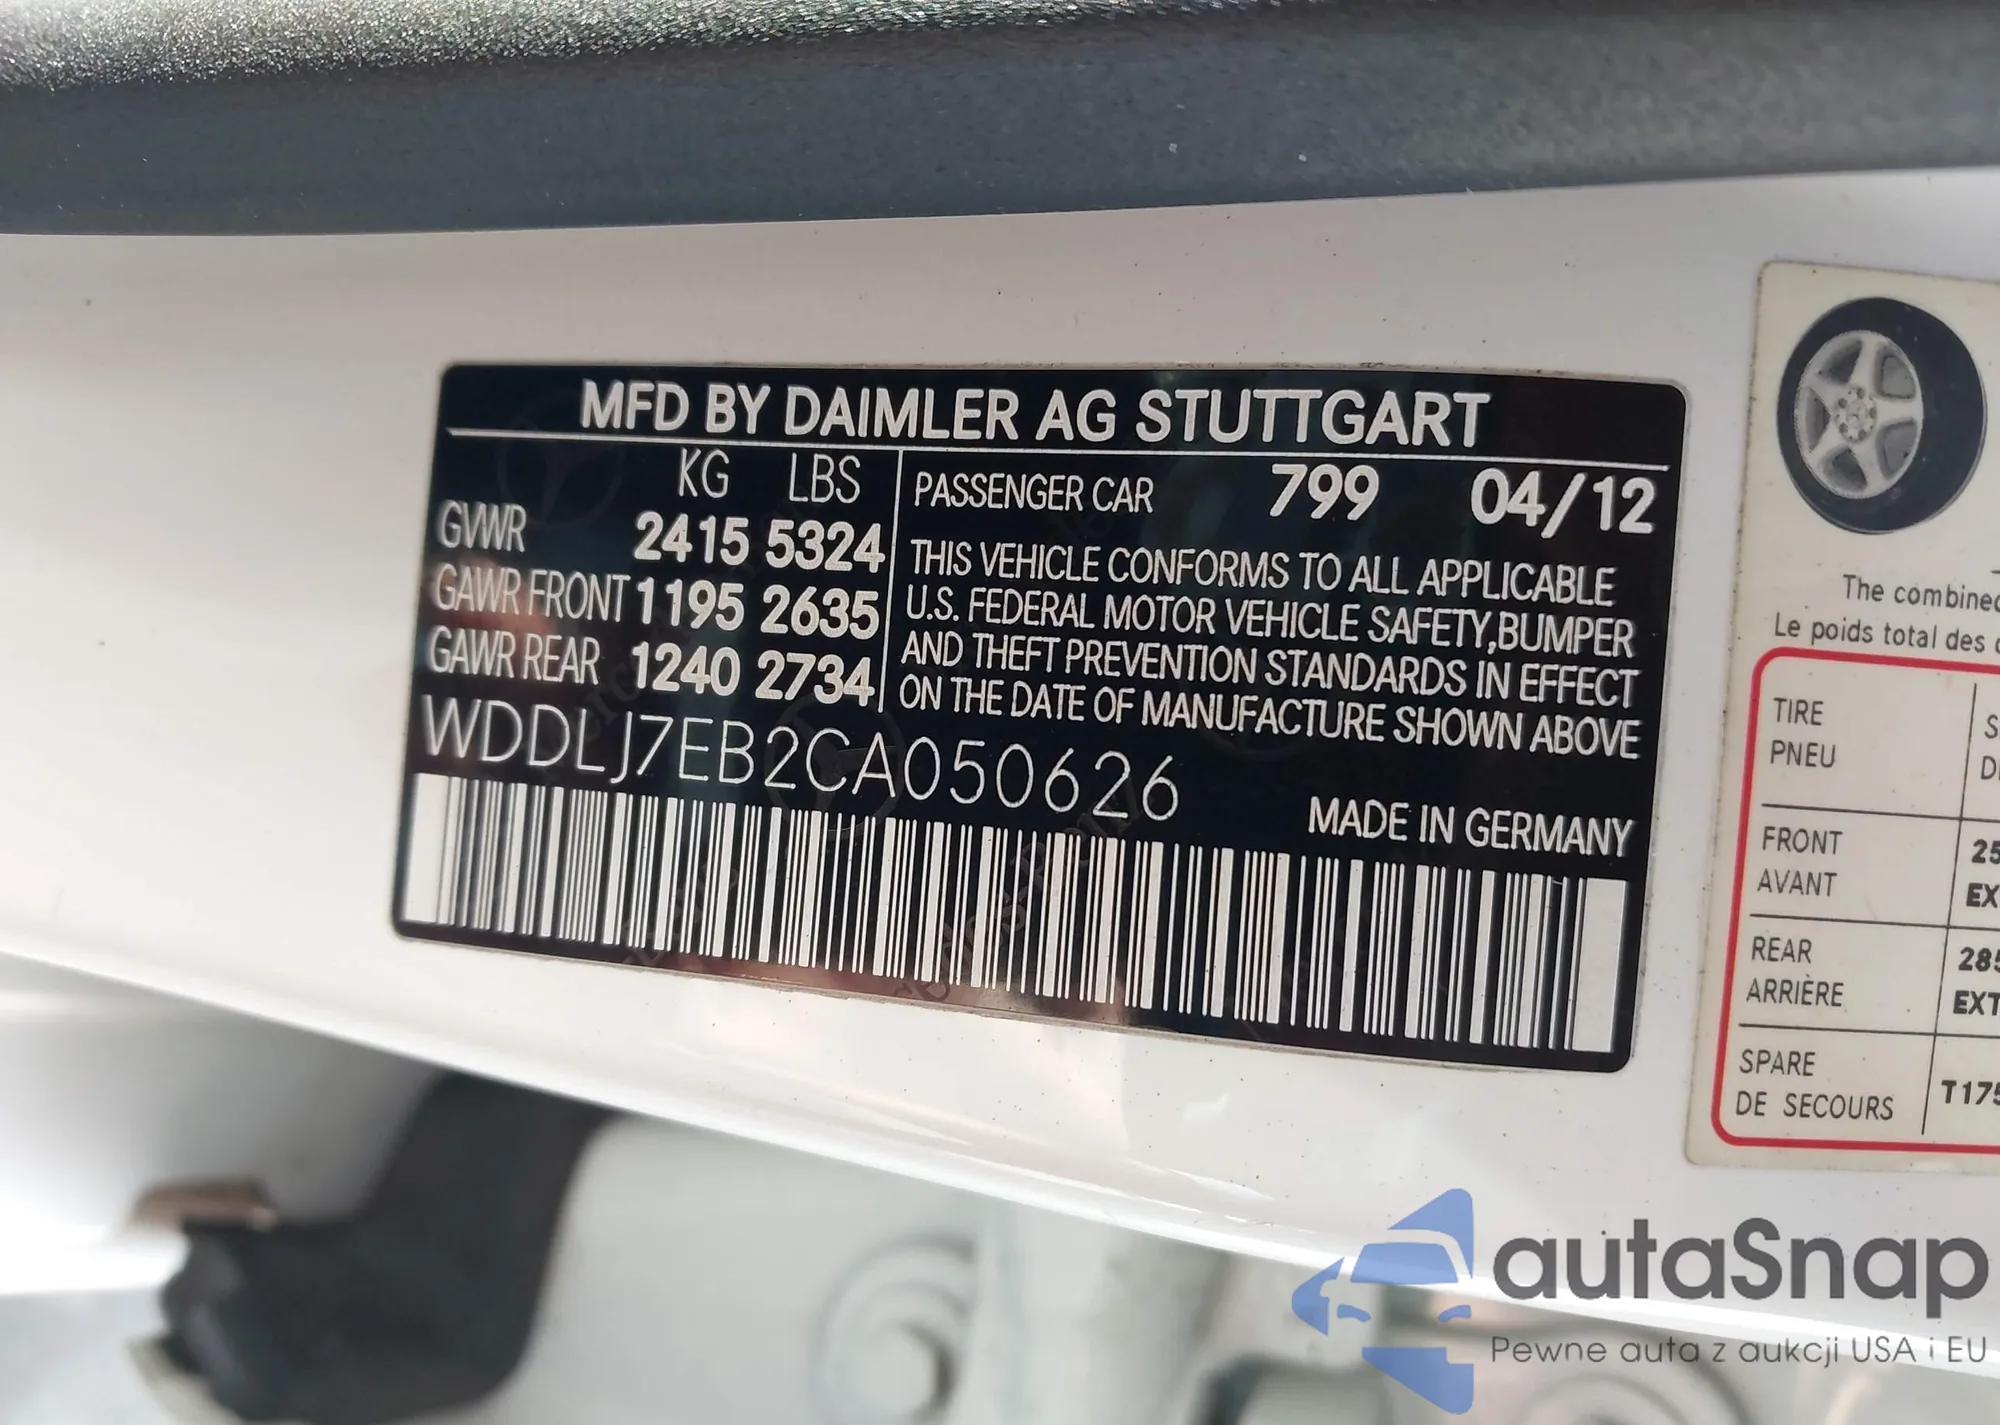 MFD BY DAIMLER AG STUTTGART
KG LBS
GVWR 2415 5324
GAWR FRONT 1195 2635
GAWR REAR 1240 2734
PASSENGER CAR 799 04/12
THIS VEHICLE CONFORMS TO ALL APPLICABLE
U.S. FEDERAL MOTOR VEHICLE SAFETY,BUMPER
AND THEFT PREVENTION STANDARDS IN EFFECT
ON THE DATE OF MANUFACTURE SHOWN ABOVE
WDDLJ7EB2CA050626
MADE IN GERMANY
The combined
Le poids total des
TIRE
PNEU
FRONT
AVANT
REAR
ARRIÈRE
SPARE
DE SECOURS
autaSnap
Pewne auta z aukcji USA i EU